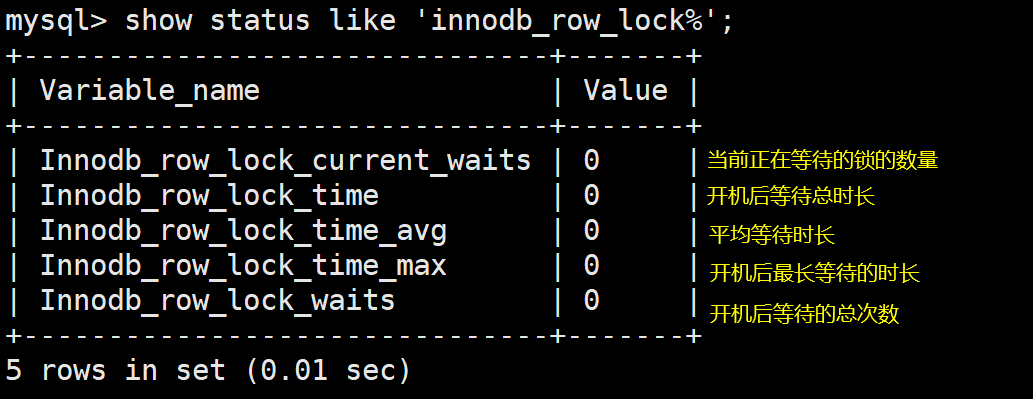 mysql> show status like 'innodb_row_lock%';
+-------------------------------+-------+
| Variable_name                 | Value |
+-------------------------------+-------+
| Innodb_row_lock_current_waits | 0     | 当前正在等待的锁的数量
| Innodb_row_lock_time          | 0     | 开机后等待总时长
| Innodb_row_lock_time_avg      | 0     | 平均等待时长
| Innodb_row_lock_time_max      | 0     | 开机后最长等待的时长
| Innodb_row_lock_waits         | 0     | 开机后等待的总次数
+-------------------------------+-------+
5 rows in set (0.01 sec)